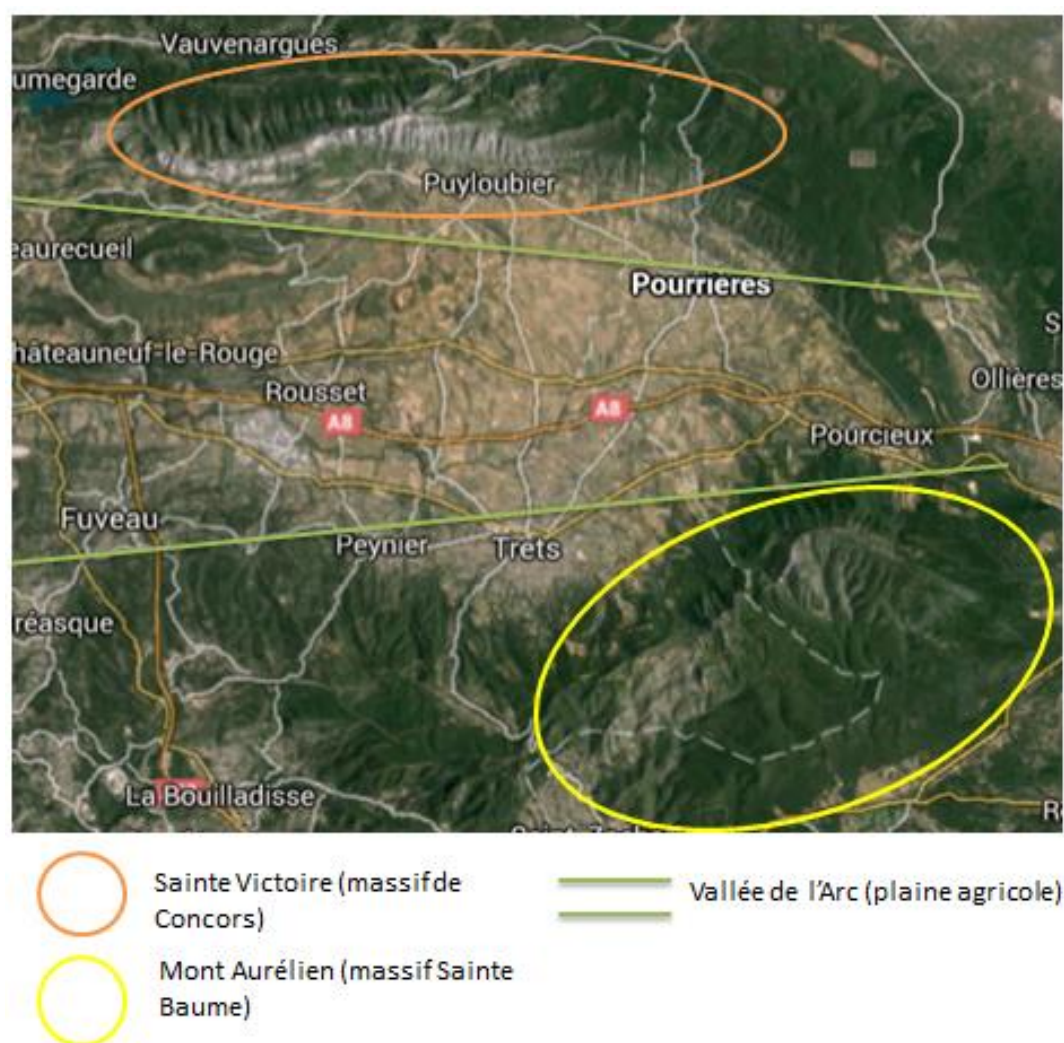 Vauvenargues
umegarde
Puyloubier
eaurecueil
Pourrières
S
hâteauneuf-le-Rouge
Ollières
Rousset
A8
A8
Pourcieux
Fuveau
Peynier
Trets
réasque
La Bouilladisse
R
Sainte Victoire (massif de
Concors)
Vallée de l'Arc (plaine agricole)
Mont Aurélien (massif Sainte
Baume)